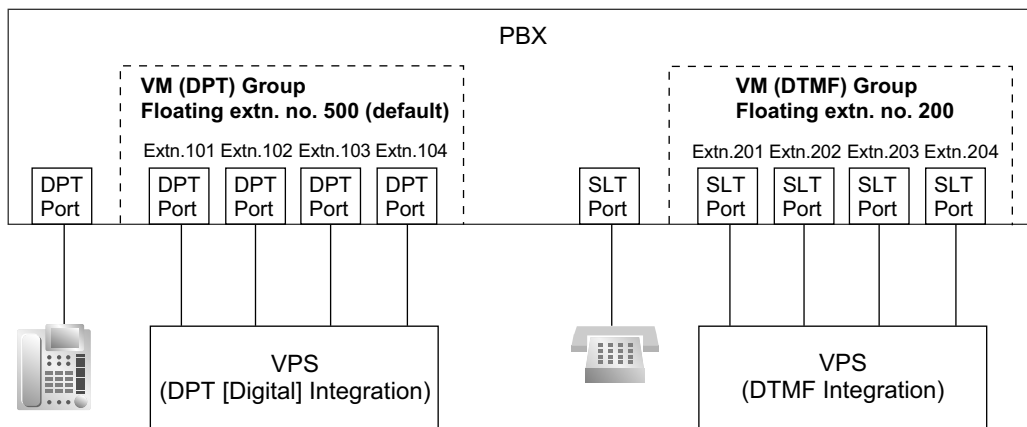 PBX
VM (DPT) Group
Floating extn. no. 500 (default)
VM (DTMF) Group
Floating extn. no. 200
Extn.101 Extn.102 Extn.103 Extn.104
Extn.201 Extn.202 Extn.203 Extn.204
DPT DPT DPT DPT DPT SLT SLT SLT SLT SLT
Port Port Port Port Port Port Port Port Port Port
VPS
(DPT [Digital] Integration)
VPS
(DTMF Integration)